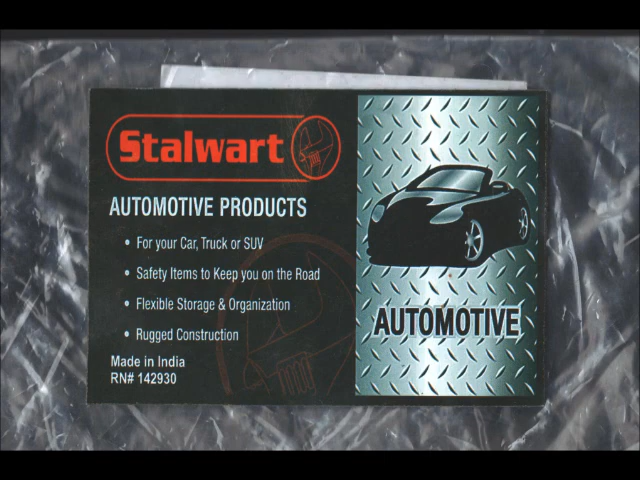 Stalwart
AUTOMOTIVE PRODUCTS
• For your Car, Truck or SUV
• Safety Items to Keep you on the Road
• Flexible Storage & Organization
• Rugged Construction
Made in India
RN# 142930
AUTOMOTIVE